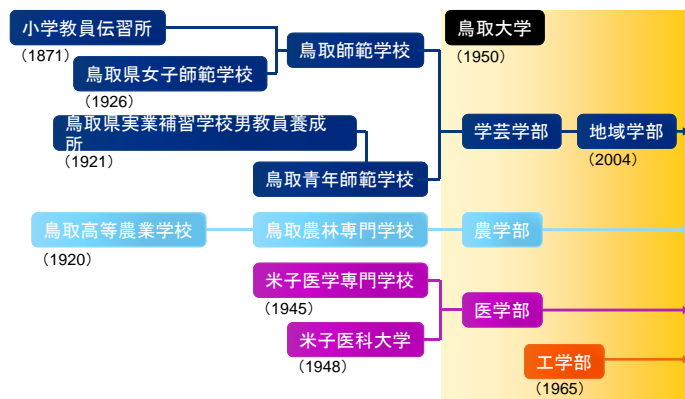 小学教員伝習所
(1871)
鳥取県女子師範学校
(1926)
鳥取師範学校
鳥取県実業補習学校男教員養成
所
(1921)
鳥取青年師範学校
鳥取大学
(1950)
学芸学部
地域学部
(2004)
鳥取高等農業学校
(1920)
鳥取農林専門学校
農学部
米子医学専門学校
(1945)
米子医科大学
(1948)
医学部
工学部
(1965)